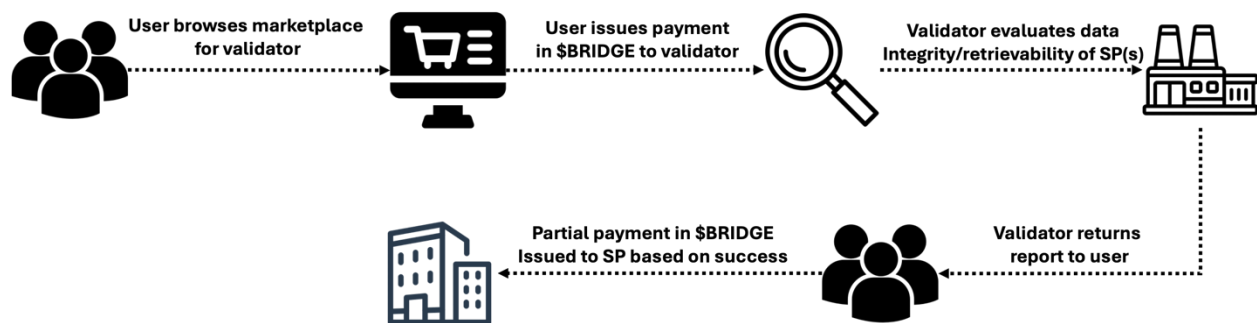 User browses marketplace
for validator
User issues payment
in $BRIDGE to validator
Validator evaluates data
Integrity/retrievability of SP(s)
Partial payment in $BRIDGE
Issued to SP based on success
Validator returns
report to user